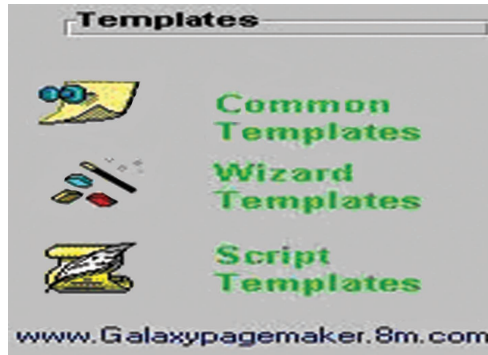 Templates
Common
Templates
Wizard
Templates
Script
Templates
www.Galaxypagemaker.8m.com